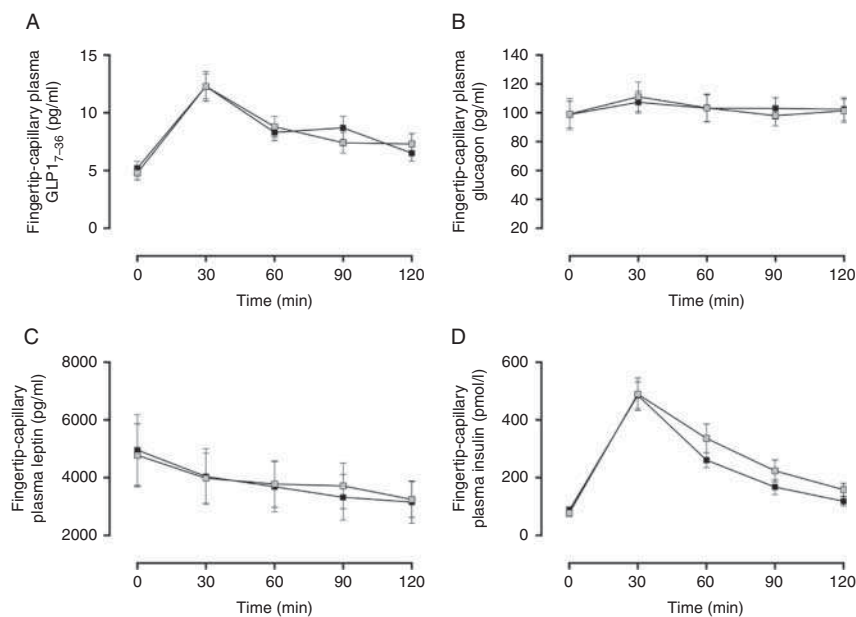 A
Fingertip-capillary plasma
GLP1₇₋₃₆ (pg/ml)
15
10
5
0
0 30 60 90 120
Time (min)
B
Fingertip-capillary plasma
glucagon (pg/ml)
140
120
100
80
60
40
20
0 30 60 90 120
Time (min)
C
Fingertip-capillary
plasma leptin (pg/ml)
8000
6000
4000
2000
0 30 60 90 120
Time (min)
D
Fingertip-capillary
plasma insulin (pmol/l)
600
400
200
0
0 30 60 90 120
Time (min)